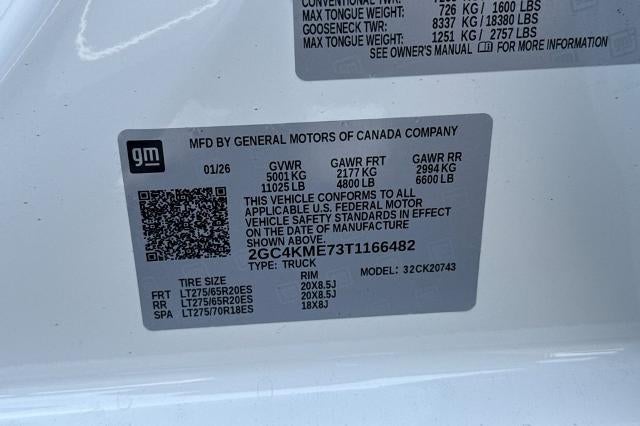 CONVENTIONAL TWR:
MAX TONGUE WEIGHT: 726 KG / 1600 LBS
GOOSENECK TWR: 8337 KG / 18380 LBS
MAX TONGUE WEIGHT: 1251 KG / 2757 LBS
SEE OWNER'S MANUAL FOR MORE INFORMATION
gm
MFD BY GENERAL MOTORS OF CANADA COMPANY
01/26 GVWR GAWR FRT GAWR RR
5001 KG 2177 KG 2994 KG
11025 LB 4800 LB 6600 LB
THIS VEHICLE CONFORMS TO ALL
APPLICABLE U.S. FEDERAL MOTOR
VEHICLE SAFETY STANDARDS IN EFFECT
ON THE DATE OF MANUFACTURE
SHOWN ABOVE.
2GC4KME73T1166482
TYPE: TRUCK MODEL: 32CK20743
TIRE SIZE RIM
FRT LT275/65R20ES 20X8.5J
RR LT275/65R20ES 20X8.5J
SPA LT275/70R18ES 18X8J